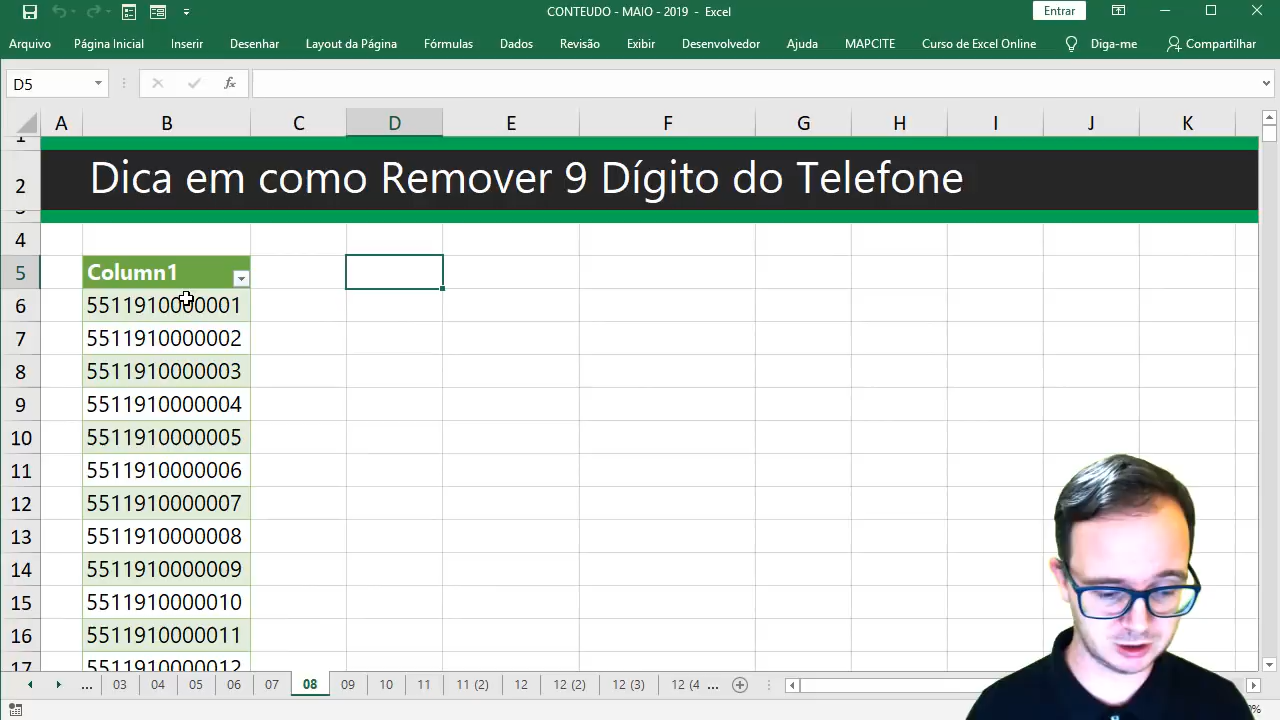 CONTEUDO - MAIO - 2019 - Excel
Entrar
Arquivo Página Inicial Inserir Desenhar Layout da Página Fórmulas Dados Revisão Exibir Desenvolvedor Ajuda MAPCITE Curso de Excel Online Diga-me Compartilhar
D5 fx
A B C D E F G H I J K
1
2 Dica em como Remover 9 Dígito do Telefone
3
4
5 Column1
6 5511910000001
7 5511910000002
8 5511910000003
9 5511910000004
10 5511910000005
11 5511910000006
12 5511910000007
13 5511910000008
14 5511910000009
15 5511910000010
16 5511910000011
17 5511910000012
... 03 04 05 06 07 08 09 10 11 11 (2) 12 12 (2) 12 (3) 12 (4 ...